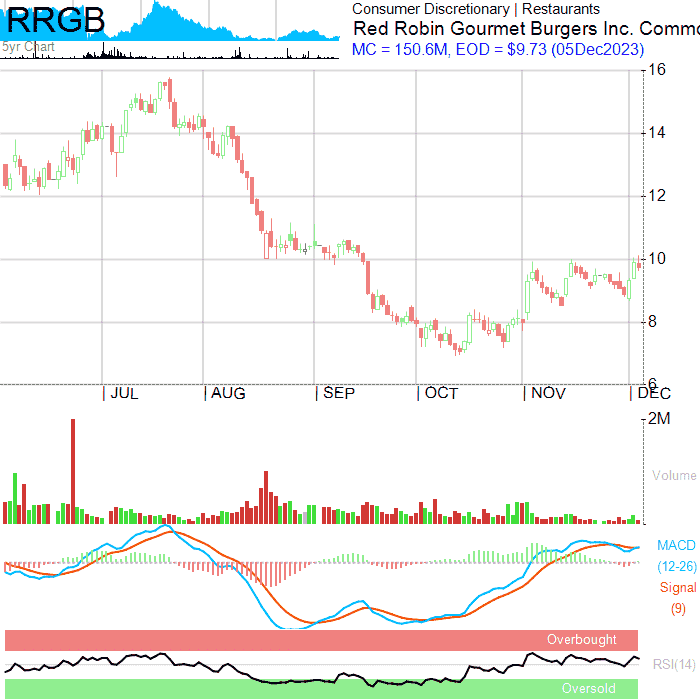 RRGB
5yr Chart
Consumer Discretionary | Restaurants
Red Robin Gourmet Burgers Inc. Commo
MC = 150.6M, EOD = $9.73 (05Dec2023)
16
14
12
10
8
6
JUL AUG SEP OCT NOV DEC
2M
Volume
MACD
(12-26)
Signal
(9)
Overbought
RSI(14)
Oversold